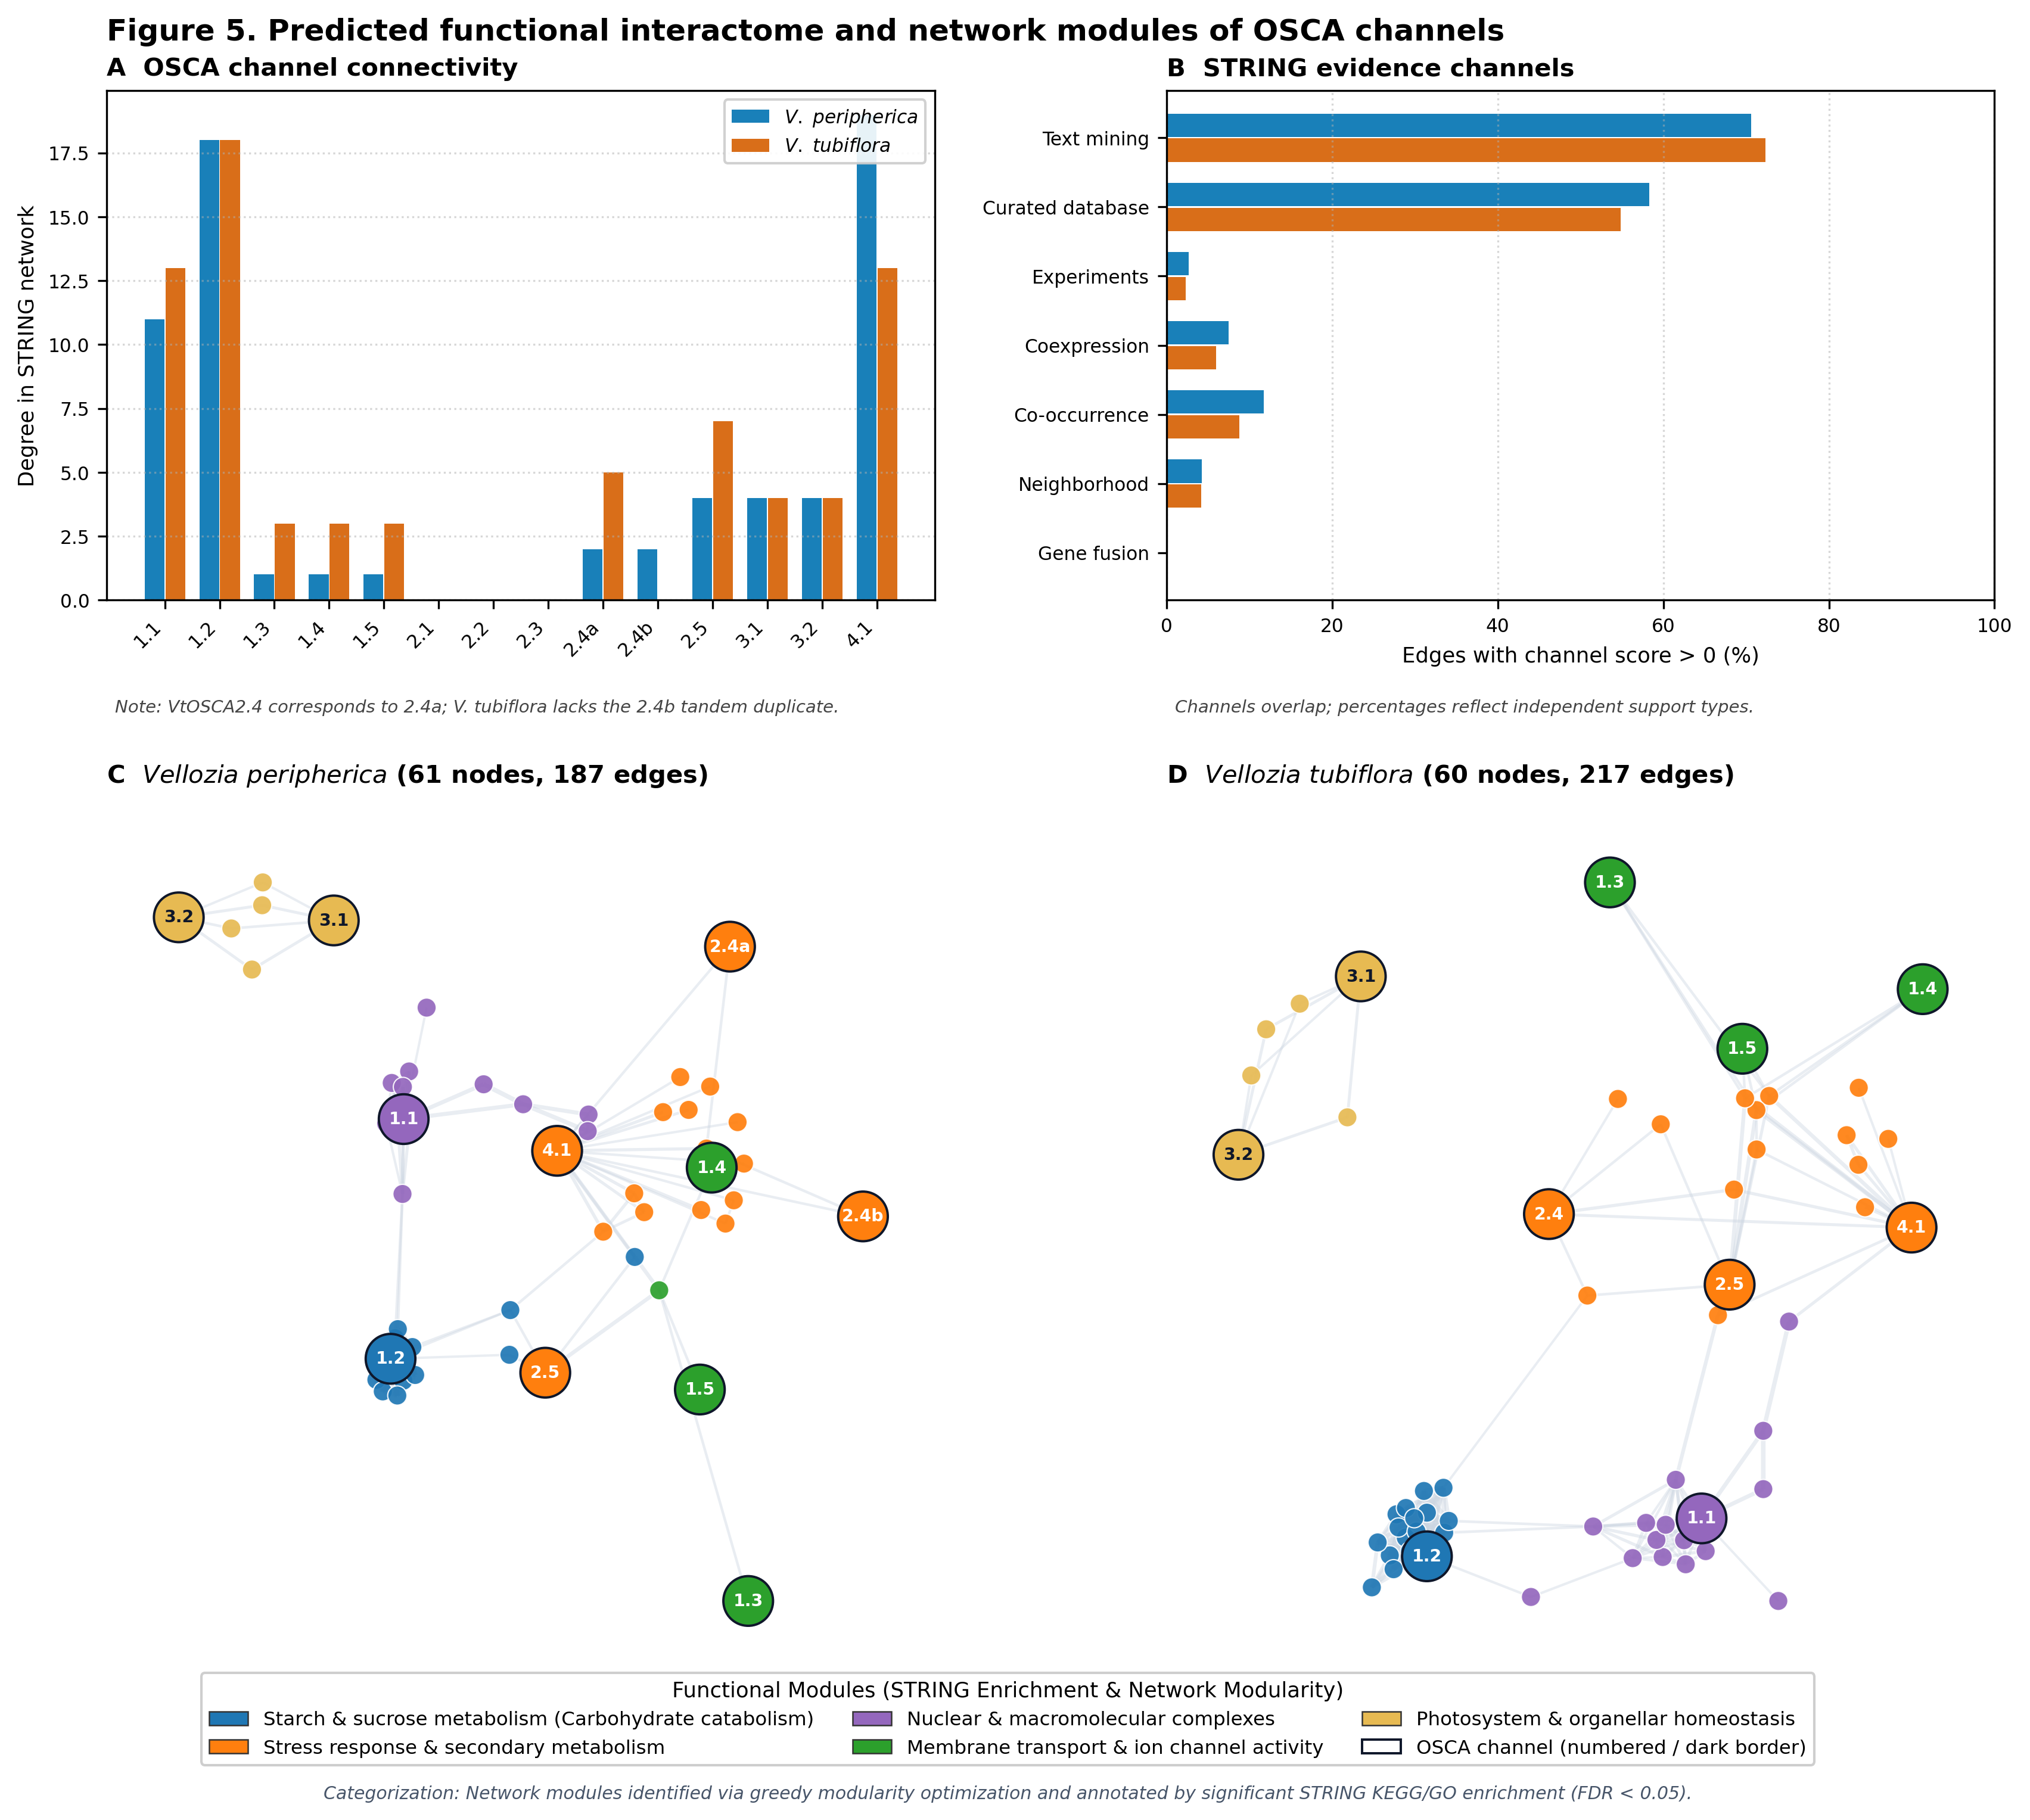 Figure 5. Predicted functional interactome and network modules of OSCA channels
A OSCA channel connectivity
V. peripherica
V. tubiflora
Degree in STRING network
17.5
15.0
12.5
10.0
7.5
5.0
2.5
0.0
1.1
1.2
1.3
1.4
1.5
2.1
2.2
2.3
2.4a
2.4b
2.5
3.1
3.2
4.1
Note: VtOSCA2.4 corresponds to 2.4a; V. tubiflora lacks the 2.4b tandem duplicate.
B STRING evidence channels
Text mining
Curated database
Experiments
Coexpression
Co-occurrence
Neighborhood
Gene fusion
0 20 40 60 80 100
Edges with channel score > 0 (%)
Channels overlap; percentages reflect independent support types.
C Vellozia peripherica (61 nodes, 187 edges)
3.2
3.1
2.4a
1.1
4.1
1.4
2.4b
1.2
2.5
1.5
1.3
D Vellozia tubiflora (60 nodes, 217 edges)
1.3
3.1
1.4
1.5
3.2
2.4
4.1
2.5
1.1
1.2
Functional Modules (STRING Enrichment & Network Modularity)
Starch & sucrose metabolism (Carbohydrate catabolism)
Stress response & secondary metabolism
Nuclear & macromolecular complexes
Membrane transport & ion channel activity
Photosystem & organellar homeostasis
OSCA channel (numbered / dark border)
Categorization: Network modules identified via greedy modularity optimization and annotated by significant STRING KEGG/GO enrichment (FDR < 0.05).